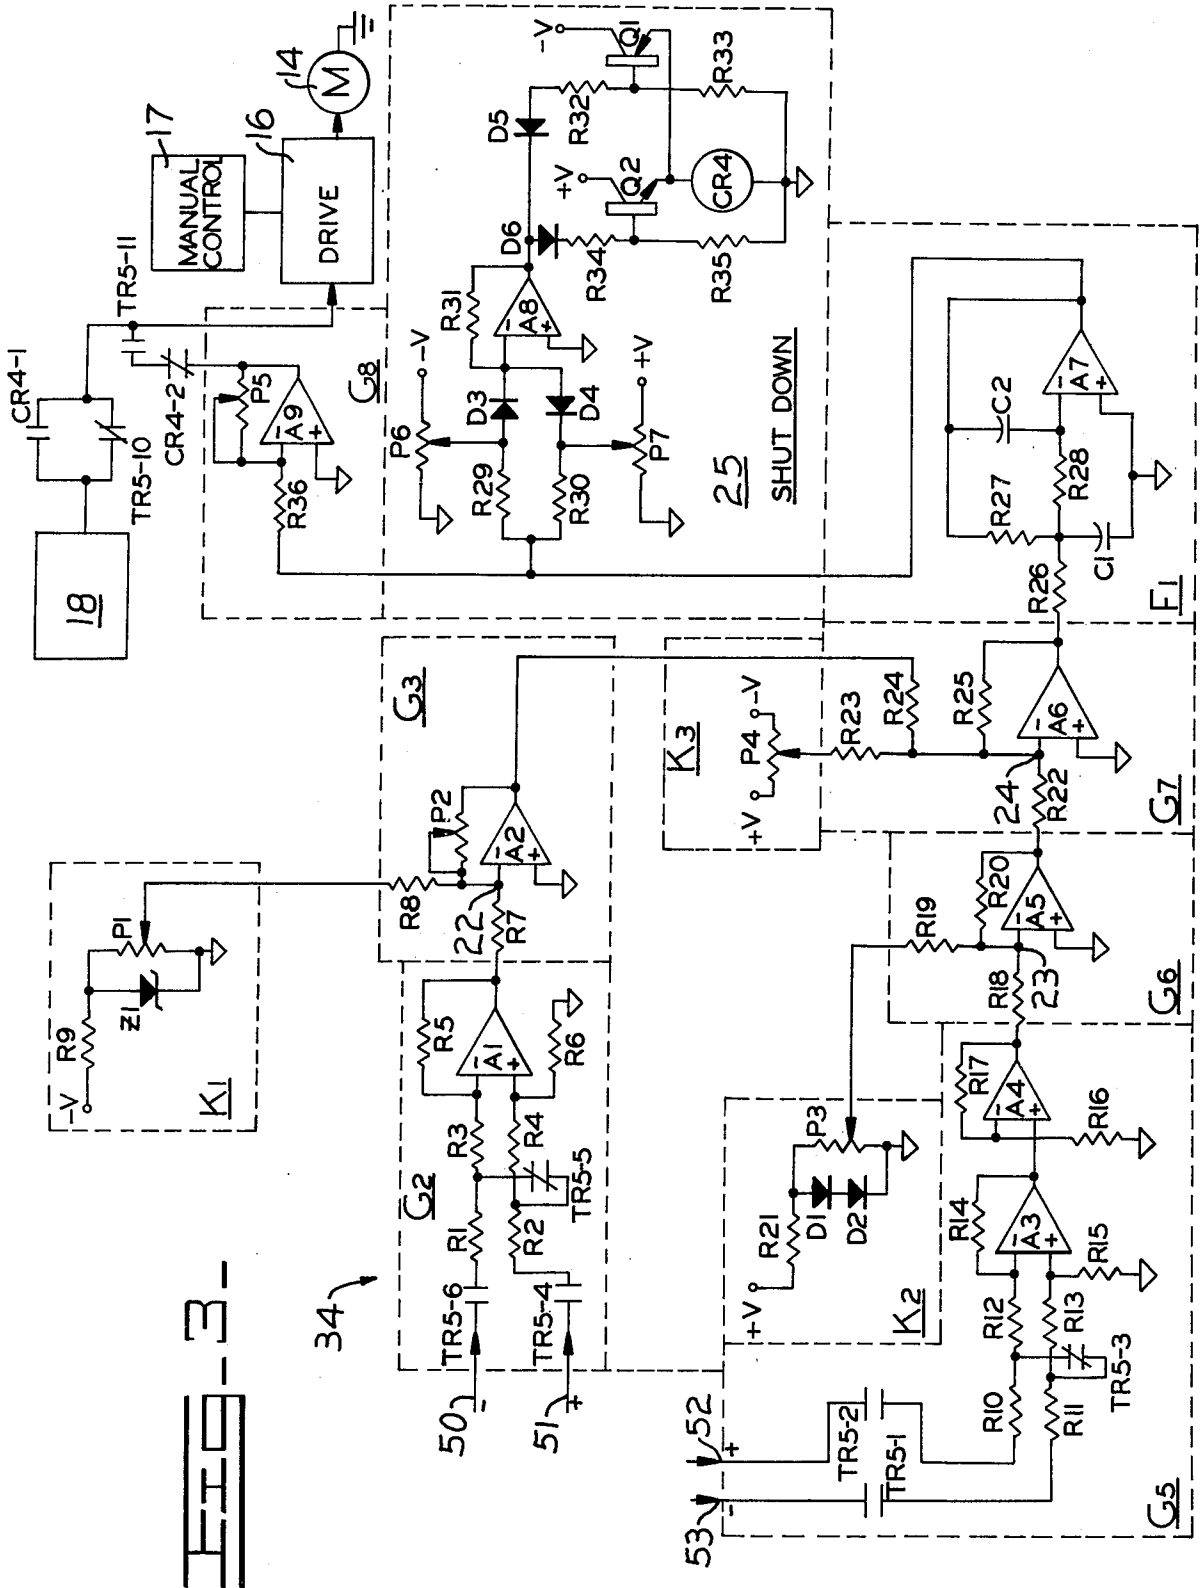 FIG-3-
34
50
-
51
+
TR5-6
TR5-4
R1
R2
TR5-5
R3
R4
G2
R5
A1
-
+
R6
-V
R9
Z1
P1
K1
R8
22
R7
P2
A2
-
+
G3
18
CR4-1
TR5-10
TR5-11
CR4-2
MANUAL
CONTROL
17
DRIVE
16
M
14
R36
P5
A9
-
+
G8
P6
-V
R29
R30
D3
D4
P7
+V
R31
A8
-
+
D5
D6
R32
R34
+V
-V
Q2
Q1
CR4
R33
R35
25
SHUT DOWN
K3
+V
P4
-V
R23
R24
R25
24
R22
A6
-
+
G7
R26
R27
R28
C1
C2
A7
-
+
F1
+V
R21
D1
D2
P3
K2
R19
R20
R18
23
A5
-
+
G6
53
-
52
+
TR5-2
TR5-1
R10
R11
TR5-3
R12
R13
R14
A3
-
+
R15
R17
A4
-
+
R16
G5